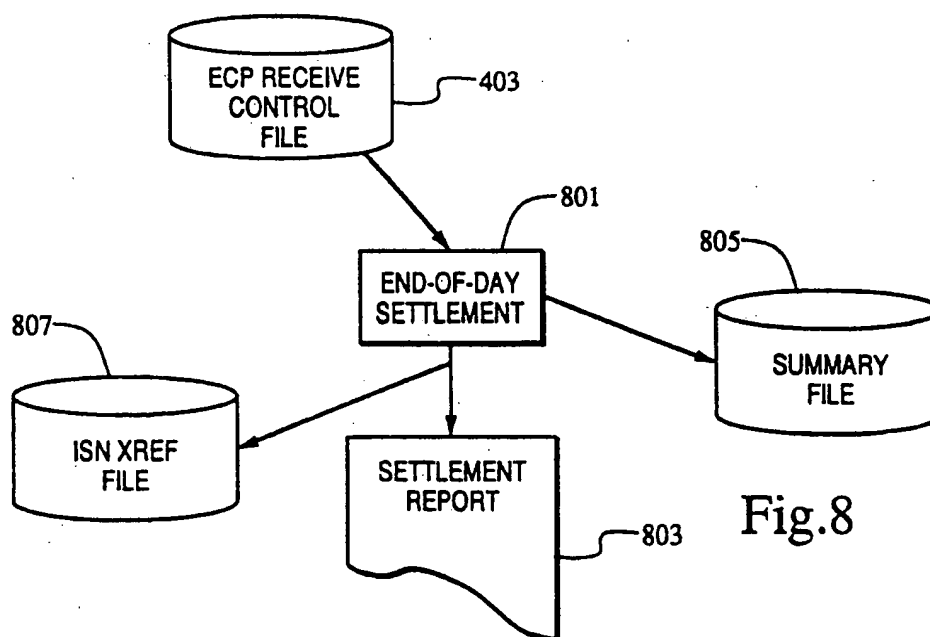 ECP RECEIVE
CONTROL
FILE
403
801
END-OF-DAY
SETTLEMENT
805
SUMMARY
FILE
807
ISN XREF
FILE
SETTLEMENT
REPORT
803
Fig.8